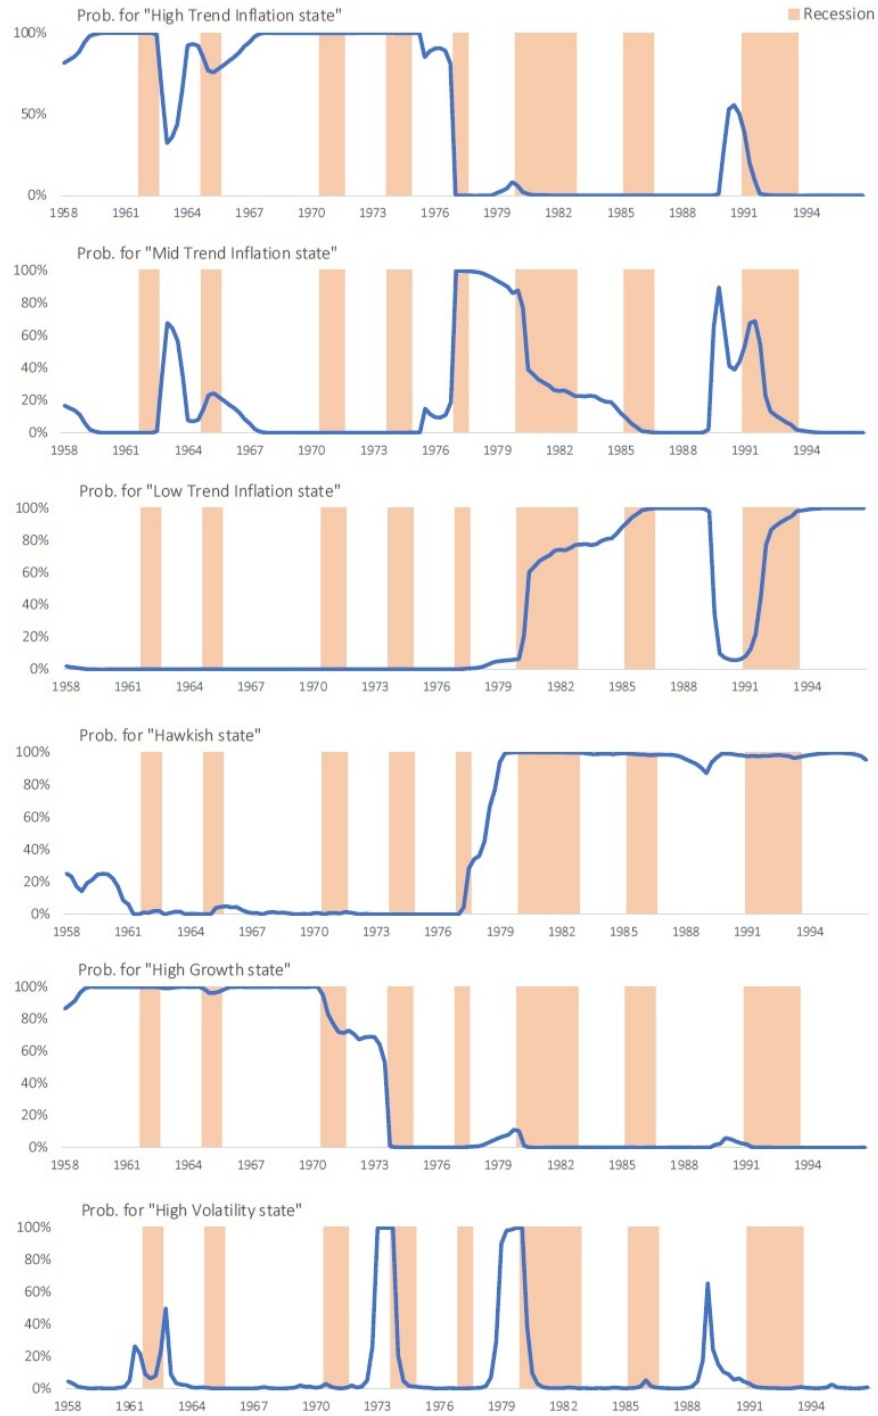 Prob. for "High Trend Inflation state"
Recession
100%
50%
0%
1958 1961 1964 1967 1970 1973 1976 1979 1982 1985 1988 1991 1994
Prob. for "Mid Trend Inflation state"
100%
80%
60%
40%
20%
0%
1958 1961 1964 1967 1970 1973 1976 1979 1982 1985 1988 1991 1994
Prob. for "Low Trend Inflation state"
100%
80%
60%
40%
20%
0%
1958 1961 1964 1967 1970 1973 1976 1979 1982 1985 1988 1991 1994
Prob. for "Hawkish state"
100%
80%
60%
40%
20%
0%
1958 1961 1964 1967 1970 1973 1976 1979 1982 1985 1988 1991 1994
Prob. for "High Growth state"
100%
80%
60%
40%
20%
0%
1958 1961 1964 1967 1970 1973 1976 1979 1982 1985 1988 1991 1994
Prob. for "High Volatility state"
100%
80%
60%
40%
20%
0%
1958 1961 1964 1967 1970 1973 1976 1979 1982 1985 1988 1991 1994